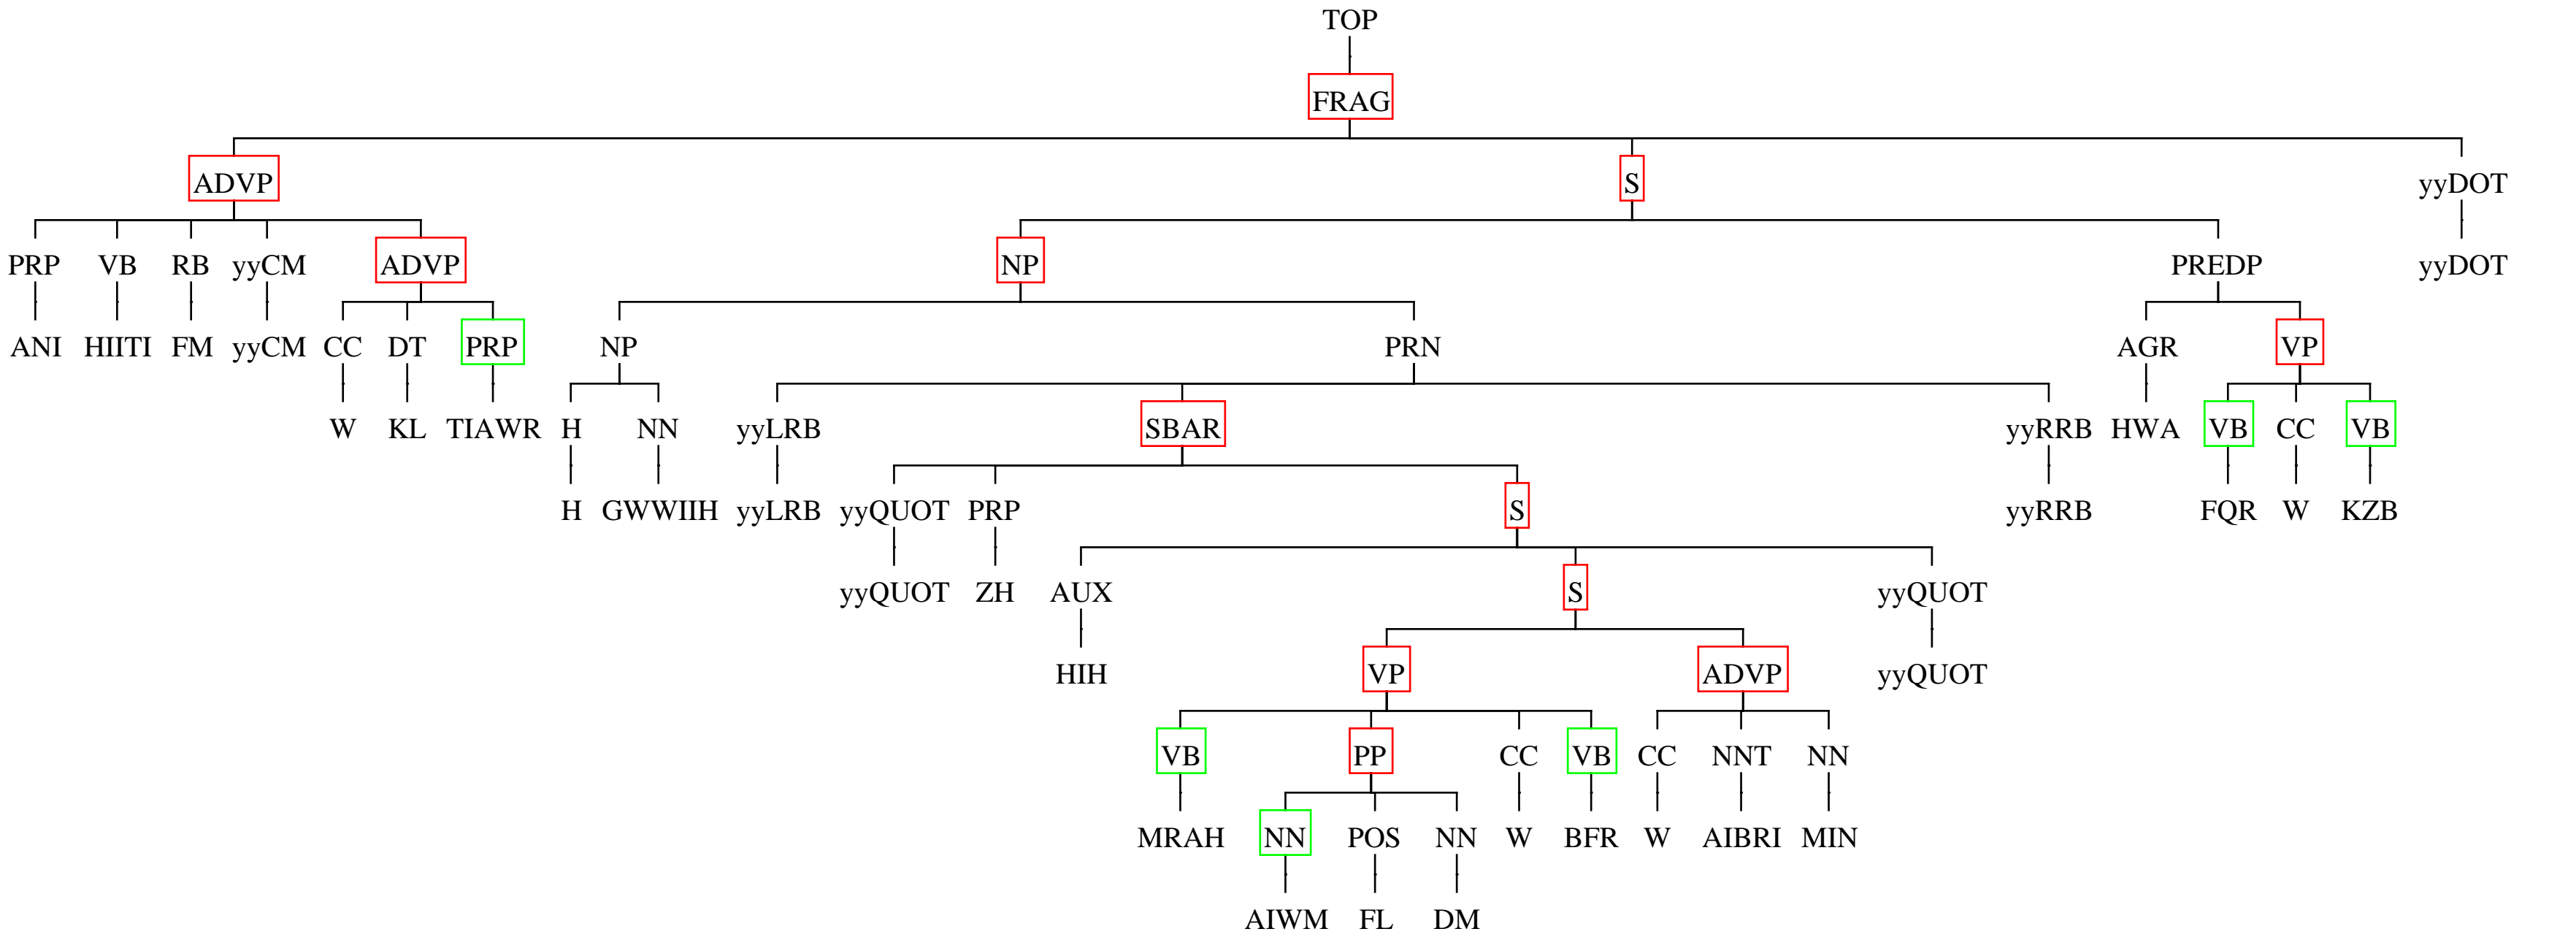 TOP
FRAG
ADVP S yyDOT
PRP VB RB yyCM ADVP NP PREDP yyDOT
ANI HIITI FM yyCM CC DT PRP NP PRN AGR VP
W KL TIAWR H NN yyLRB SBAR yyRRB HWA VB CC VB
H GWWIIH yyLRB yyQUOT PRP S yyRRB FQR W KZB
yyQUOT ZH AUX S yyQUOT
HIH VP ADVP yyQUOT
VB PP CC VB CC NNT NN
MRAH NN POS NN W BFR W AIBRI MIN
AIWM FL DM